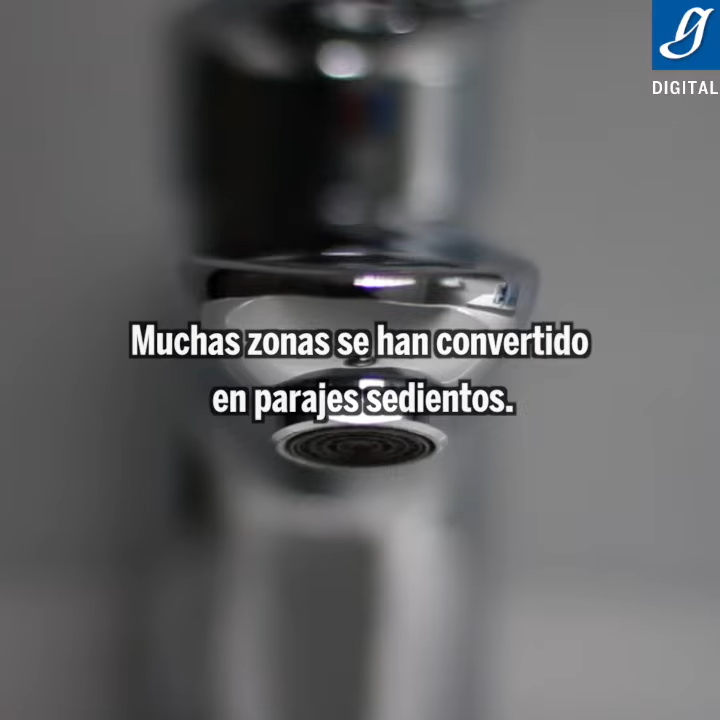 g
DIGITAL
Muchas zonas se han convertido
en parajes sedientos.